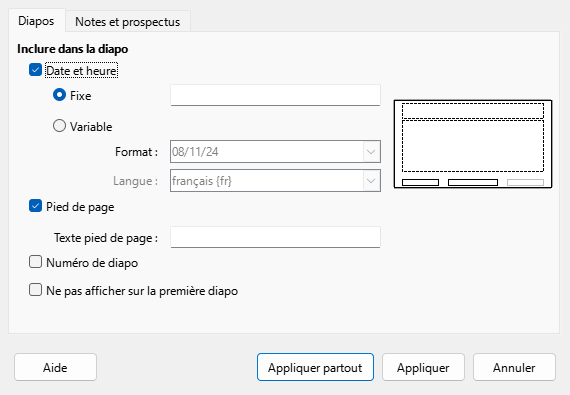 Diapos
Notes et prospectus
Inclure dans la diapo
Date et heure
Fixe
Variable
Format :
08/11/24
Langue :
français {fr}
Pied de page
Texte pied de page :
Numéro de diapo
Ne pas afficher sur la première diapo
Aide
Appliquer partout
Appliquer
Annuler